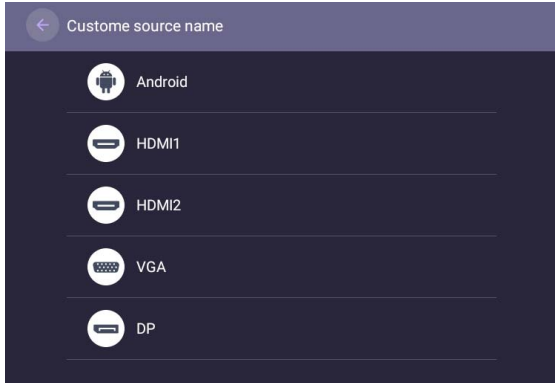 Custome source name
Android
HDMI1
HDMI2
VGA
DP